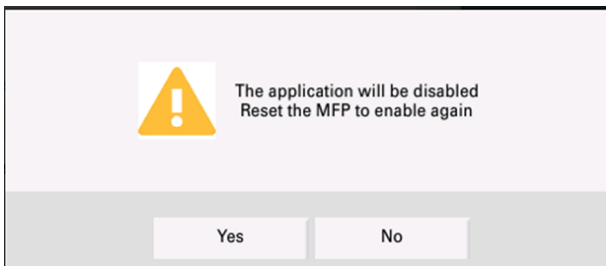 The application will be disabled
Reset the MFP to enable again
Yes
No